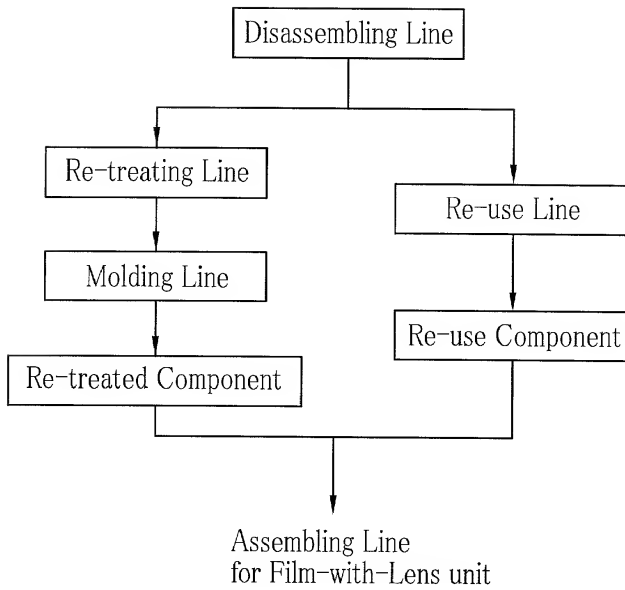 Disassembling Line
Re-treating Line
Re-use Line
Molding Line
Re-use Component
Re-treated Component
Assembling Line
for Film-with-Lens unit